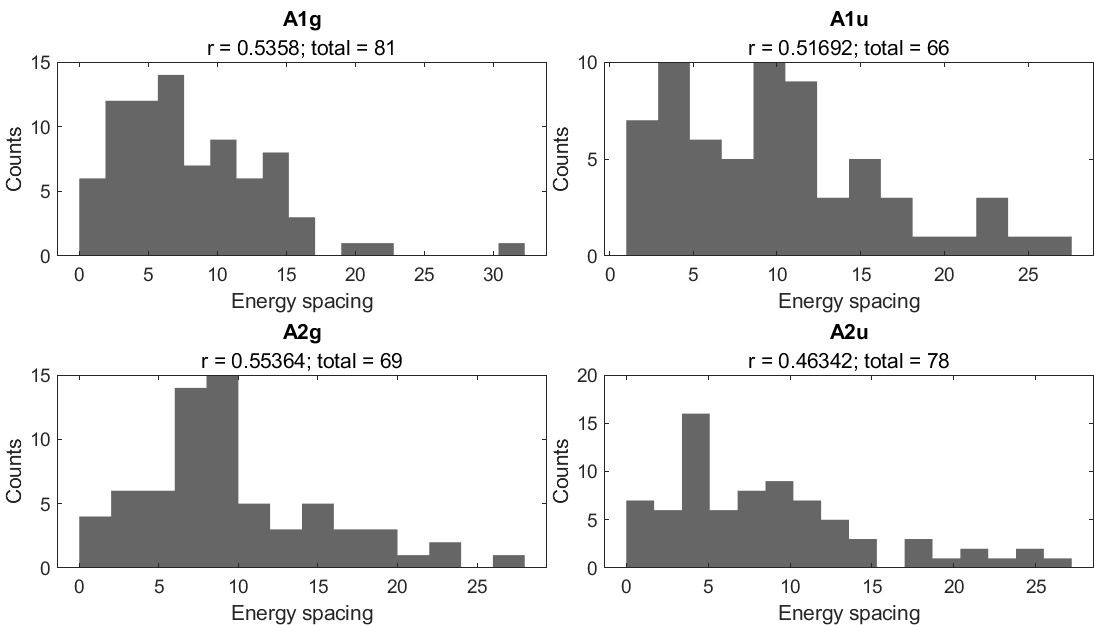 A1g
r = 0.5358; total = 81
15
10
5
0
Counts
0 5 10 15 20 25 30
Energy spacing
A1u
r = 0.51692; total = 66
10
5
0
Counts
0 5 10 15 20 25
Energy spacing
A2g
r = 0.55364; total = 69
15
10
5
0
Counts
0 5 10 15 20 25
Energy spacing
A2u
r = 0.46342; total = 78
20
15
10
5
0
Counts
0 5 10 15 20 25
Energy spacing